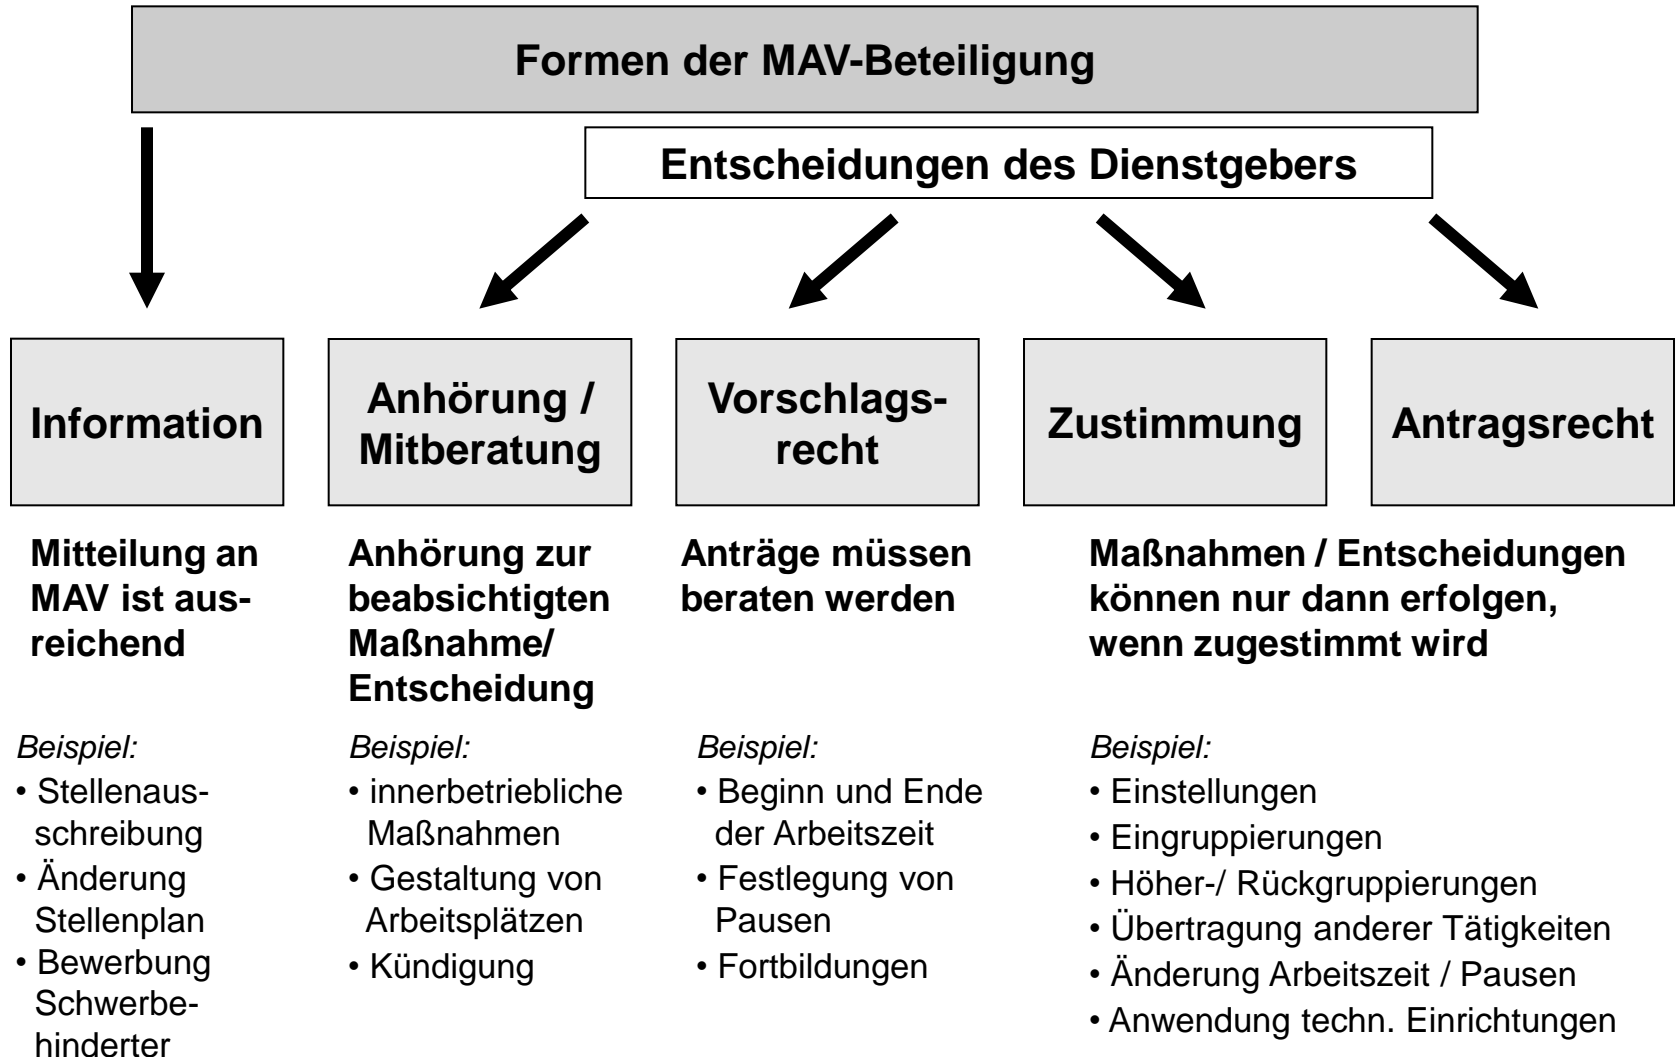 Formen der MAV-Beteiligung
Entscheidungen des Dienstgebers
Information
Anhörung /
Mitberatung
Vorschlags-
recht
Zustimmung
Antragsrecht
Mitteilung an
MAV ist aus-
reichend
Anhörung zur
beabsichtigten
Maßnahme/
Entscheidung
Anträge müssen
beraten werden
Maßnahmen / Entscheidungen
können nur dann erfolgen,
wenn zugestimmt wird
Beispiel:
• Stellenaus-
schreibung
• Änderung
Stellenplan
• Bewerbung
Schwerbe-
hinderter
Beispiel:
• innerbetriebliche
Maßnahmen
• Gestaltung von
Arbeitsplätzen
• Kündigung
Beispiel:
• Beginn und Ende
der Arbeitszeit
• Festlegung von
Pausen
• Fortbildungen
Beispiel:
• Einstellungen
• Eingruppierungen
• Höher-/ Rückgruppierungen
• Übertragung anderer Tätigkeiten
• Änderung Arbeitszeit / Pausen
• Anwendung techn. Einrichtungen